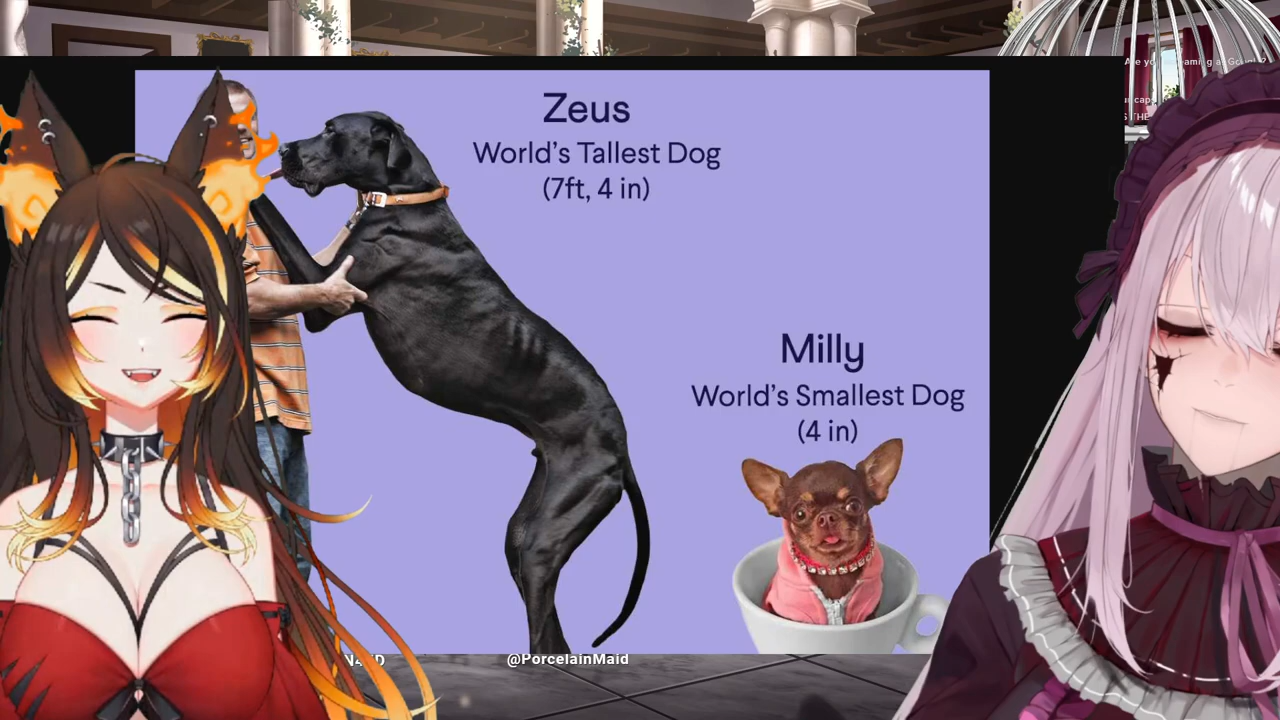 Zeus
World's Tallest Dog
(7ft, 4 in)
Milly
World's Smallest Dog
(4 in)
@PorcelainMaid